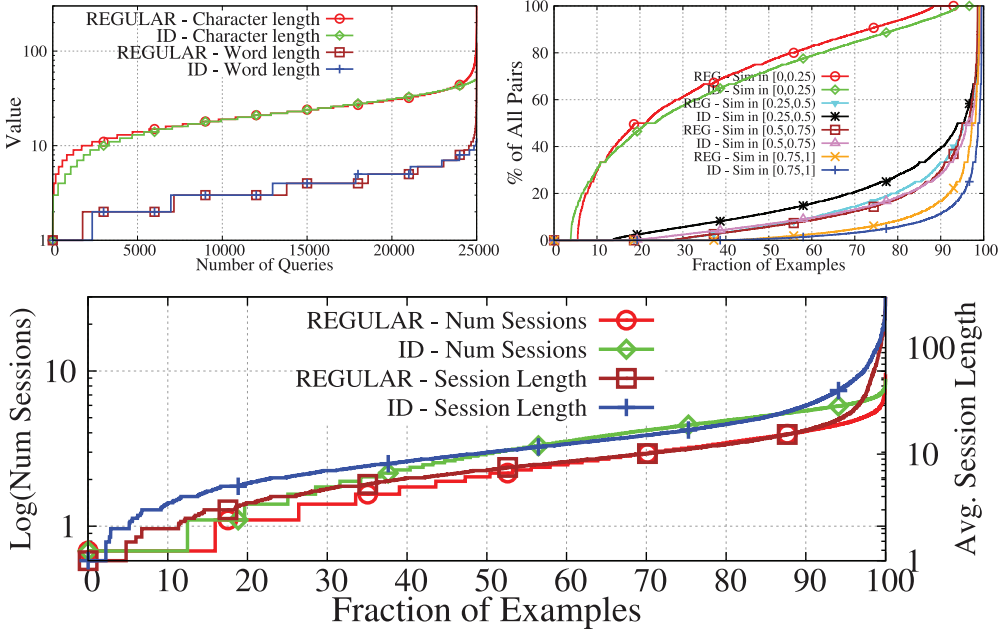 REGULAR - Character length
ID - Character length
REGULAR - Word length
ID - Word length
Value
100
10
1
0 5000 10000 15000 20000 25000
Number of Queries
REG - Sim in [0,0.25)
ID - Sim in [0,0.25)
REG - Sim in [0.25,0.5)
ID - Sim in [0.25,0.5)
REG - Sim in [0.5,0.75)
ID - Sim in [0.5,0.75)
REG - Sim in [0.75,1]
ID - Sim in [0.75,1]
% of All Pairs
100
80
60
40
20
0
0 10 20 30 40 50 60 70 80 90 100
Fraction of Examples
REGULAR - Num Sessions
ID - Num Sessions
REGULAR - Session Length
ID - Session Length
Log(Num Sessions)
10
1
Avg. Session Length
100
10
1
0 10 20 30 40 50 60 70 80 90 100
Fraction of Examples